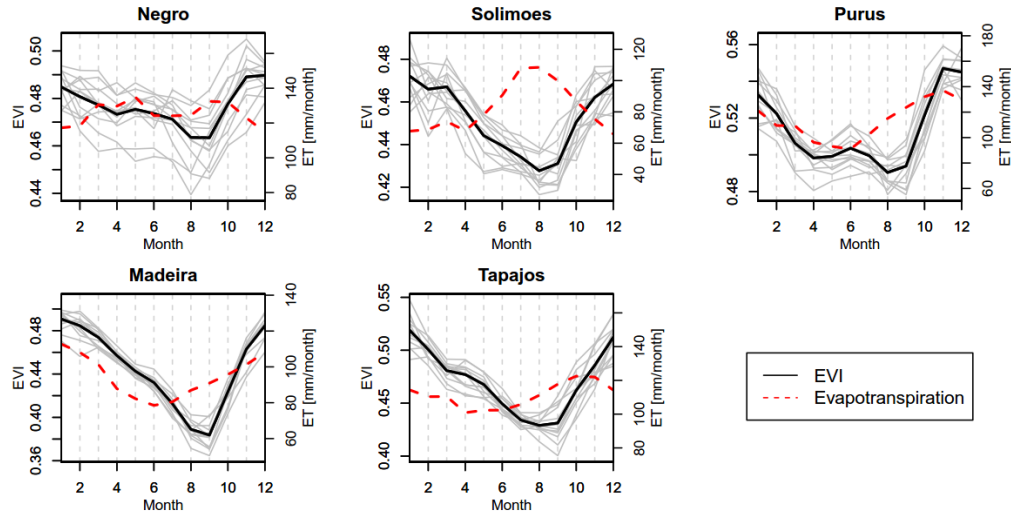 Negro
EVI
0.44 0.46 0.48 0.50
2 4 6 8 10 12
Month
80 100 120 140
ET [mm/month]
Solimoes
EVI
0.42 0.44 0.46 0.48
2 4 6 8 10 12
Month
40 60 80 100 120
ET [mm/month]
Purus
EVI
0.48 0.52 0.56
2 4 6 8 10 12
Month
60 100 140 180
ET [mm/month]
Madeira
EVI
0.36 0.40 0.44 0.48
2 4 6 8 10 12
Month
60 80 100 120 140
ET [mm/month]
Tapajos
EVI
0.40 0.45 0.50 0.55
2 4 6 8 10 12
Month
80 100 120 140
ET [mm/month]
EVI
Evapotranspiration